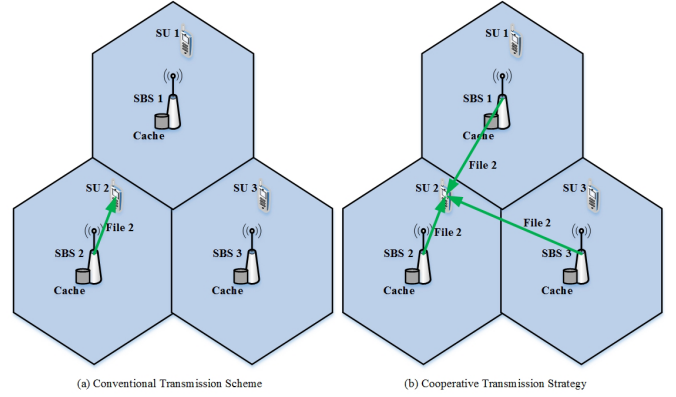 SU 1
SBS 1
Cache
SU 2
File 2
SBS 2
Cache
SU 3
SBS 3
Cache
(a) Conventional Transmission Scheme
SU 1
SBS 1
Cache
File 2
SU 2
File 2
SBS 2
Cache
SU 3
File 2
SBS 3
Cache
(b) Cooperative Transmission Strategy